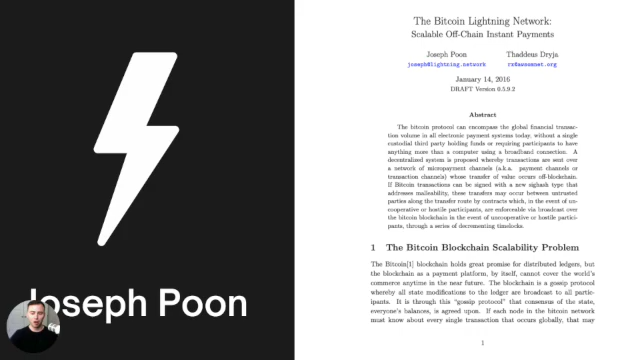 Joseph Poon
The Bitcoin Lightning Network:
Scalable Off-Chain Instant Payments
Joseph Poon Thaddeus Dryja
joseph@lightning.network rx@awsomnet.org
January 14, 2016
DRAFT Version 0.5.9.2
Abstract
The bitcoin protocol can encompass the global financial transac-
tion volume in all electronic payment systems today, without a single
custodial third party holding funds or requiring participants to have
anything more than a computer using a broadband connection. A
decentralized system is proposed whereby transactions are sent over
a network of micropayment channels (a.k.a. payment channels or
transaction channels) whose transfer of value occurs off-blockchain.
If Bitcoin transactions can be signed with a new sighash type that
addresses malleability, these transfers may occur between untrusted
parties along the transfer route by contracts which, in the event of un-
cooperative or hostile participants, are enforceable via broadcast over
the bitcoin blockchain in the event of uncooperative or hostile partici-
pants, through a series of decrementing timelocks.
1 The Bitcoin Blockchain Scalability Problem
The Bitcoin[1] blockchain holds great promise for distributed ledgers, but
the blockchain as a payment platform, by itself, cannot cover the world's
commerce anytime in the near future. The blockchain is a gossip protocol
whereby all state modifications to the ledger are broadcast to all partic-
ipants. It is through this "gossip protocol" that consensus of the state,
everyone's balances, is agreed upon. If each node in the bitcoin network
must know about every single transaction that occurs globally, that may
1